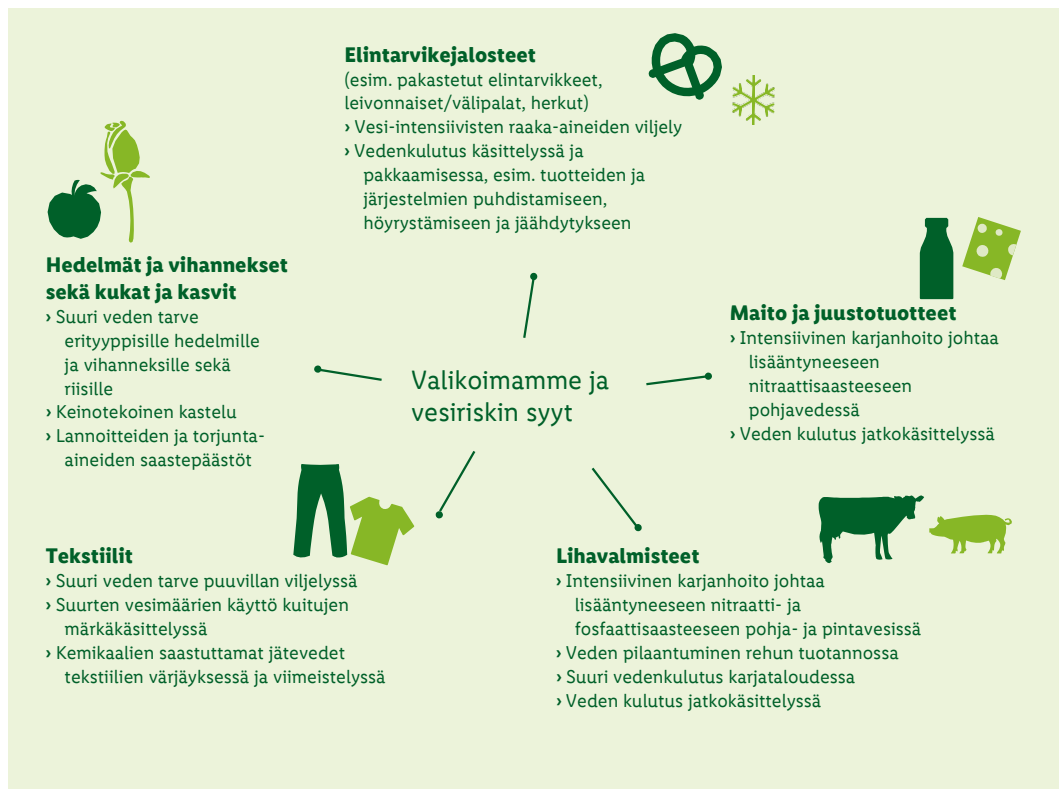 Elintarvikejalosteet
(esim. pakastetut elintarvikkeet,
leivonnaiset/välipalat, herkut)
› Vesi-intensiivisten raaka-aineiden viljely
› Vedenkulutus käsittelyssä ja
pakkaamisessa, esim. tuotteiden ja
järjestelmien puhdistamiseen,
höyrystämiseen ja jäähdytykseen
Hedelmät ja vihannekset
sekä kukat ja kasvit
› Suuri veden tarve
erityyppisille hedelmille
ja vihanneksille sekä
riisille
› Keinotekoinen kastelu
› Lannoitteiden ja torjunta-
aineiden saastepäästöt
Valikoimamme ja
vesiriskin syyt
Maito ja juustotuotteet
› Intensiivinen karjanhoito johtaa
lisääntyneeseen
nitraattisaasteeseen
pohjavedessä
› Veden kulutus jatkokäsittelyssä
Tekstiilit
› Suuri veden tarve puuvillan viljelyssä
› Suurten vesimäärien käyttö kuitujen
märkäkäsittelyssä
› Kemikaalien saastuttamat jätevedet
tekstiilien värjäyksessä ja viimeistelyssä
Lihavalmisteet
› Intensiivinen karjanhoito johtaa
lisääntyneeseen nitraatti- ja
fosfaattisaasteeseen pohja- ja pintavesissä
› Veden pilaantuminen rehun tuotannossa
› Suuri vedenkulutus karjataloudessa
› Veden kulutus jatkokäsittelyssä